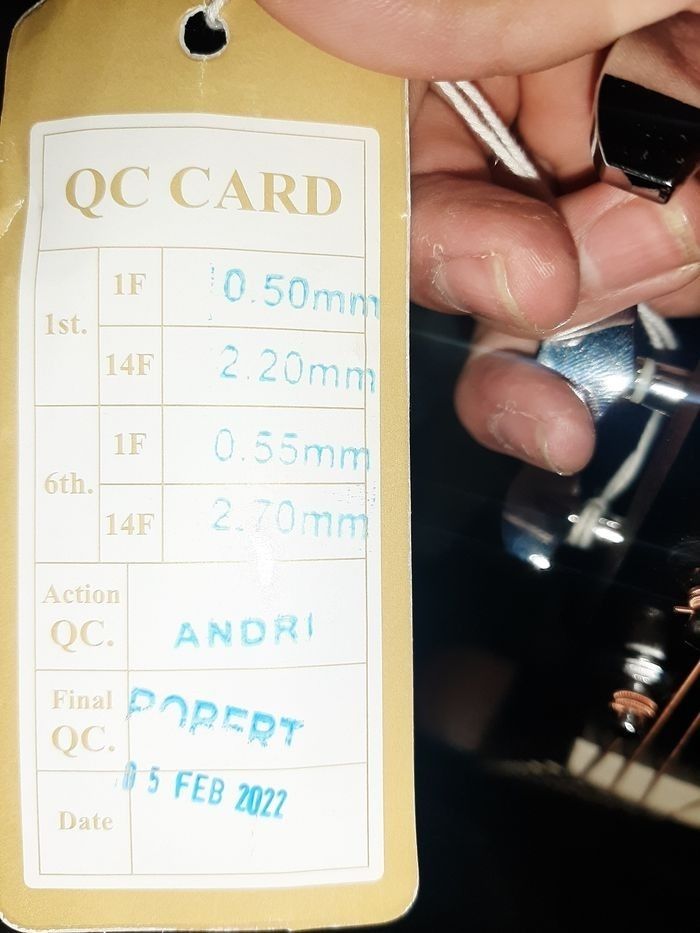 QC CARD
1st.
1F 0.50mm
14F 2.20mm
6th.
1F 0.55mm
14F 2.70mm
Action
QC. ANDRI
Final
QC. ROBERT
Date 05 FEB 2022